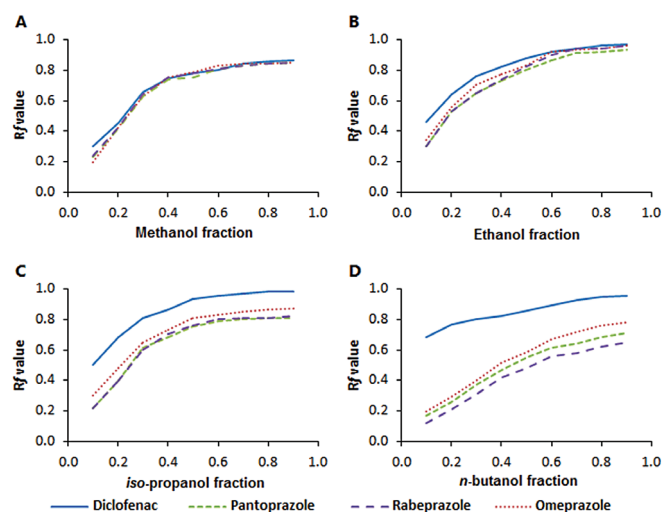 A
1.0
0.8
0.6
0.4
0.2
0.0
Rf value
0.0 0.2 0.4 0.6 0.8 1.0
Methanol fraction
B
1.0
0.8
0.6
0.4
0.2
0.0
Rf value
0.0 0.2 0.4 0.6 0.8 1.0
Ethanol fraction
C
1.0
0.8
0.6
0.4
0.2
0.0
Rf value
0.0 0.2 0.4 0.6 0.8 1.0
iso-propanol fraction
D
1.0
0.8
0.6
0.4
0.2
0.0
Rf value
0.0 0.2 0.4 0.6 0.8 1.0
n-butanol fraction
Diclofenac Pantoprazole Rabeprazole Omeprazole